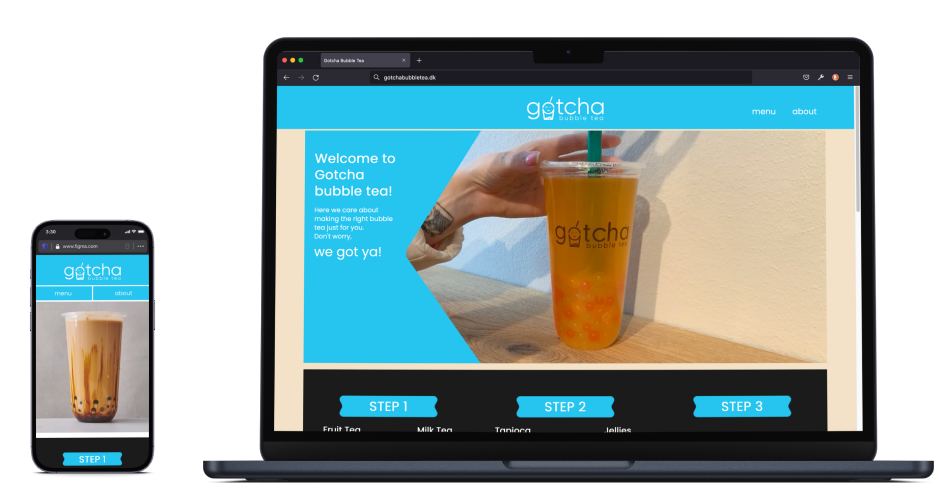 3:30
www.figma.com
gotcha
bubble tea
menu
about
STEP 1
Gotcha Bubble Tea
gotchabubbletea.dk
gotcha
bubble tea
menu
about
Welcome to
Gotcha
bubble tea!
Here we care about
making the right bubble
tea just for you.
Don't worry,
we got ya!
gotcha
bubble tea
STEP 1
STEP 2
STEP 3
Fruit Tea
Milk Tea
Tapioca
Jellies